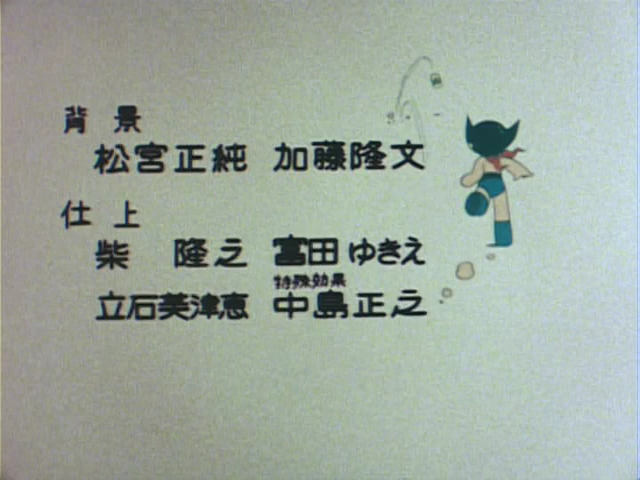 背景
松宮正純 加藤隆文
仕上
柴 隆之 富田ゆきえ
特殊効果
立石美津恵 中島正之